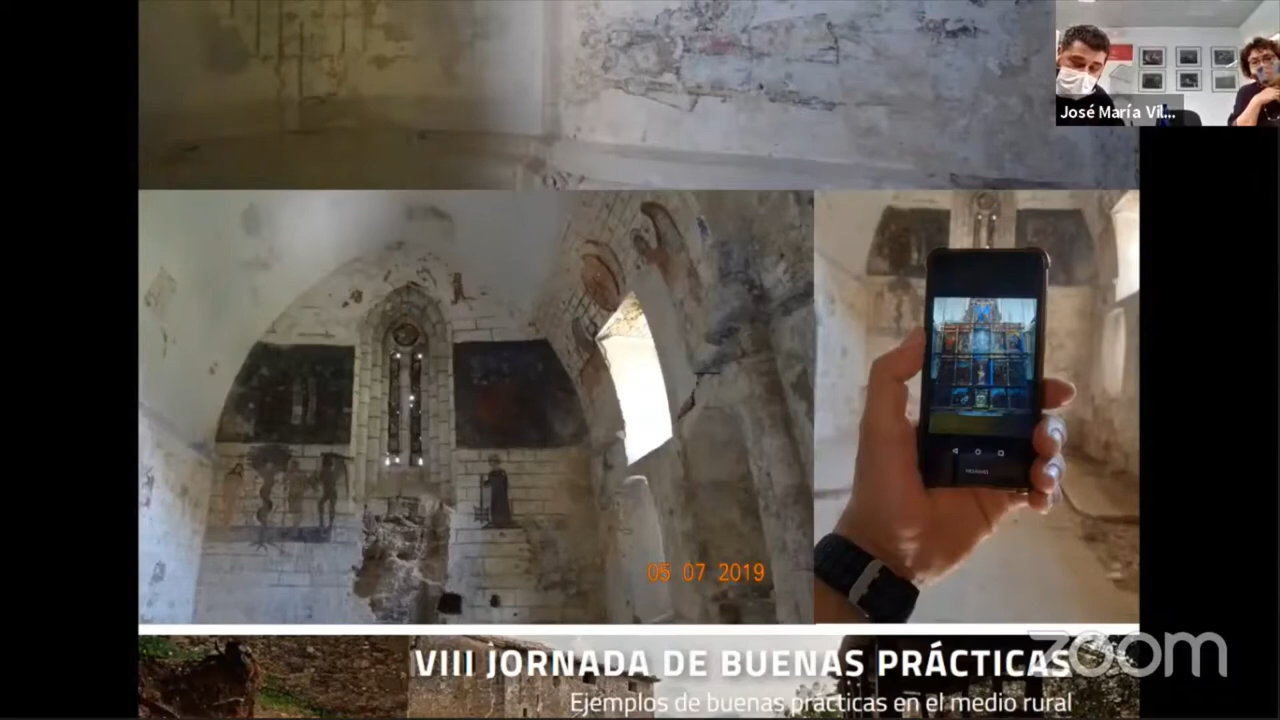 José María Vil...
05 07 2019
HUAWEI
VIII JORNADA DE BUENAS PRÁCTICAS
Ejemplos de buenas prácticas en el medio rural
zoom